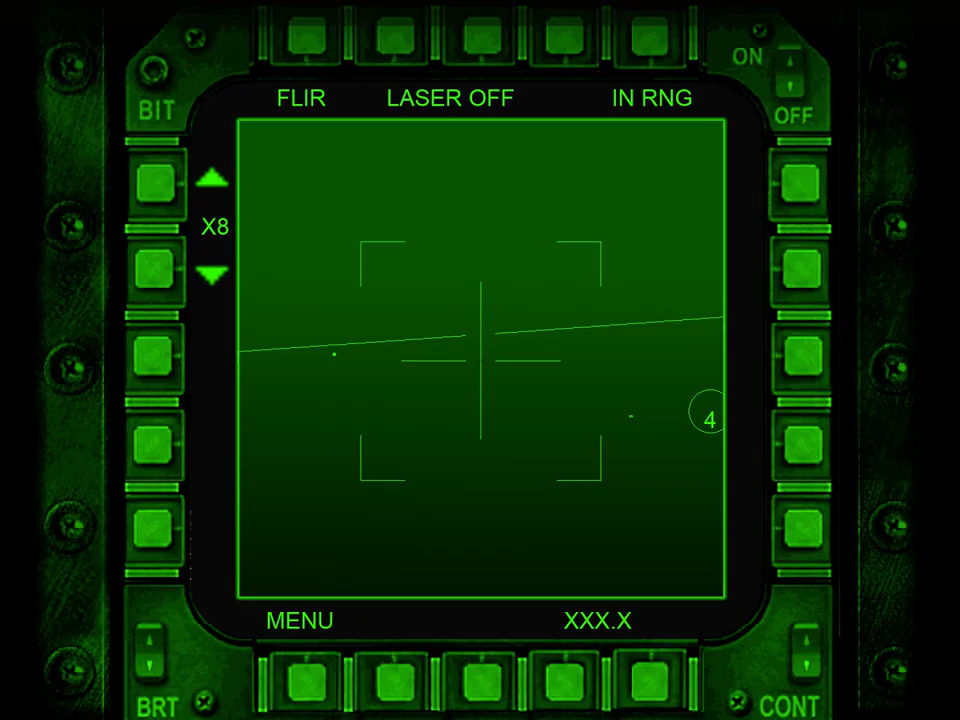 ON
BIT
OFF
FLIR LASER OFF IN RNG
X8
4
MENU XXX.X
BRT
CONT